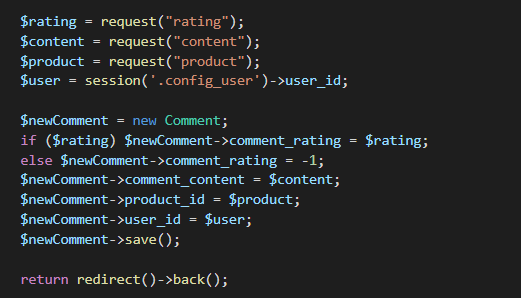 $rating = request("rating");
$content = request("content");
$product = request("product");
$user = session('.config_user')->user_id;
$newComment = new Comment;
if ($rating) $newComment->comment_rating = $rating;
else $newComment->comment_rating = -1;
$newComment->comment_content = $content;
$newComment->product_id = $product;
$newComment->user_id = $user;
$newComment->save();
return redirect()->back();